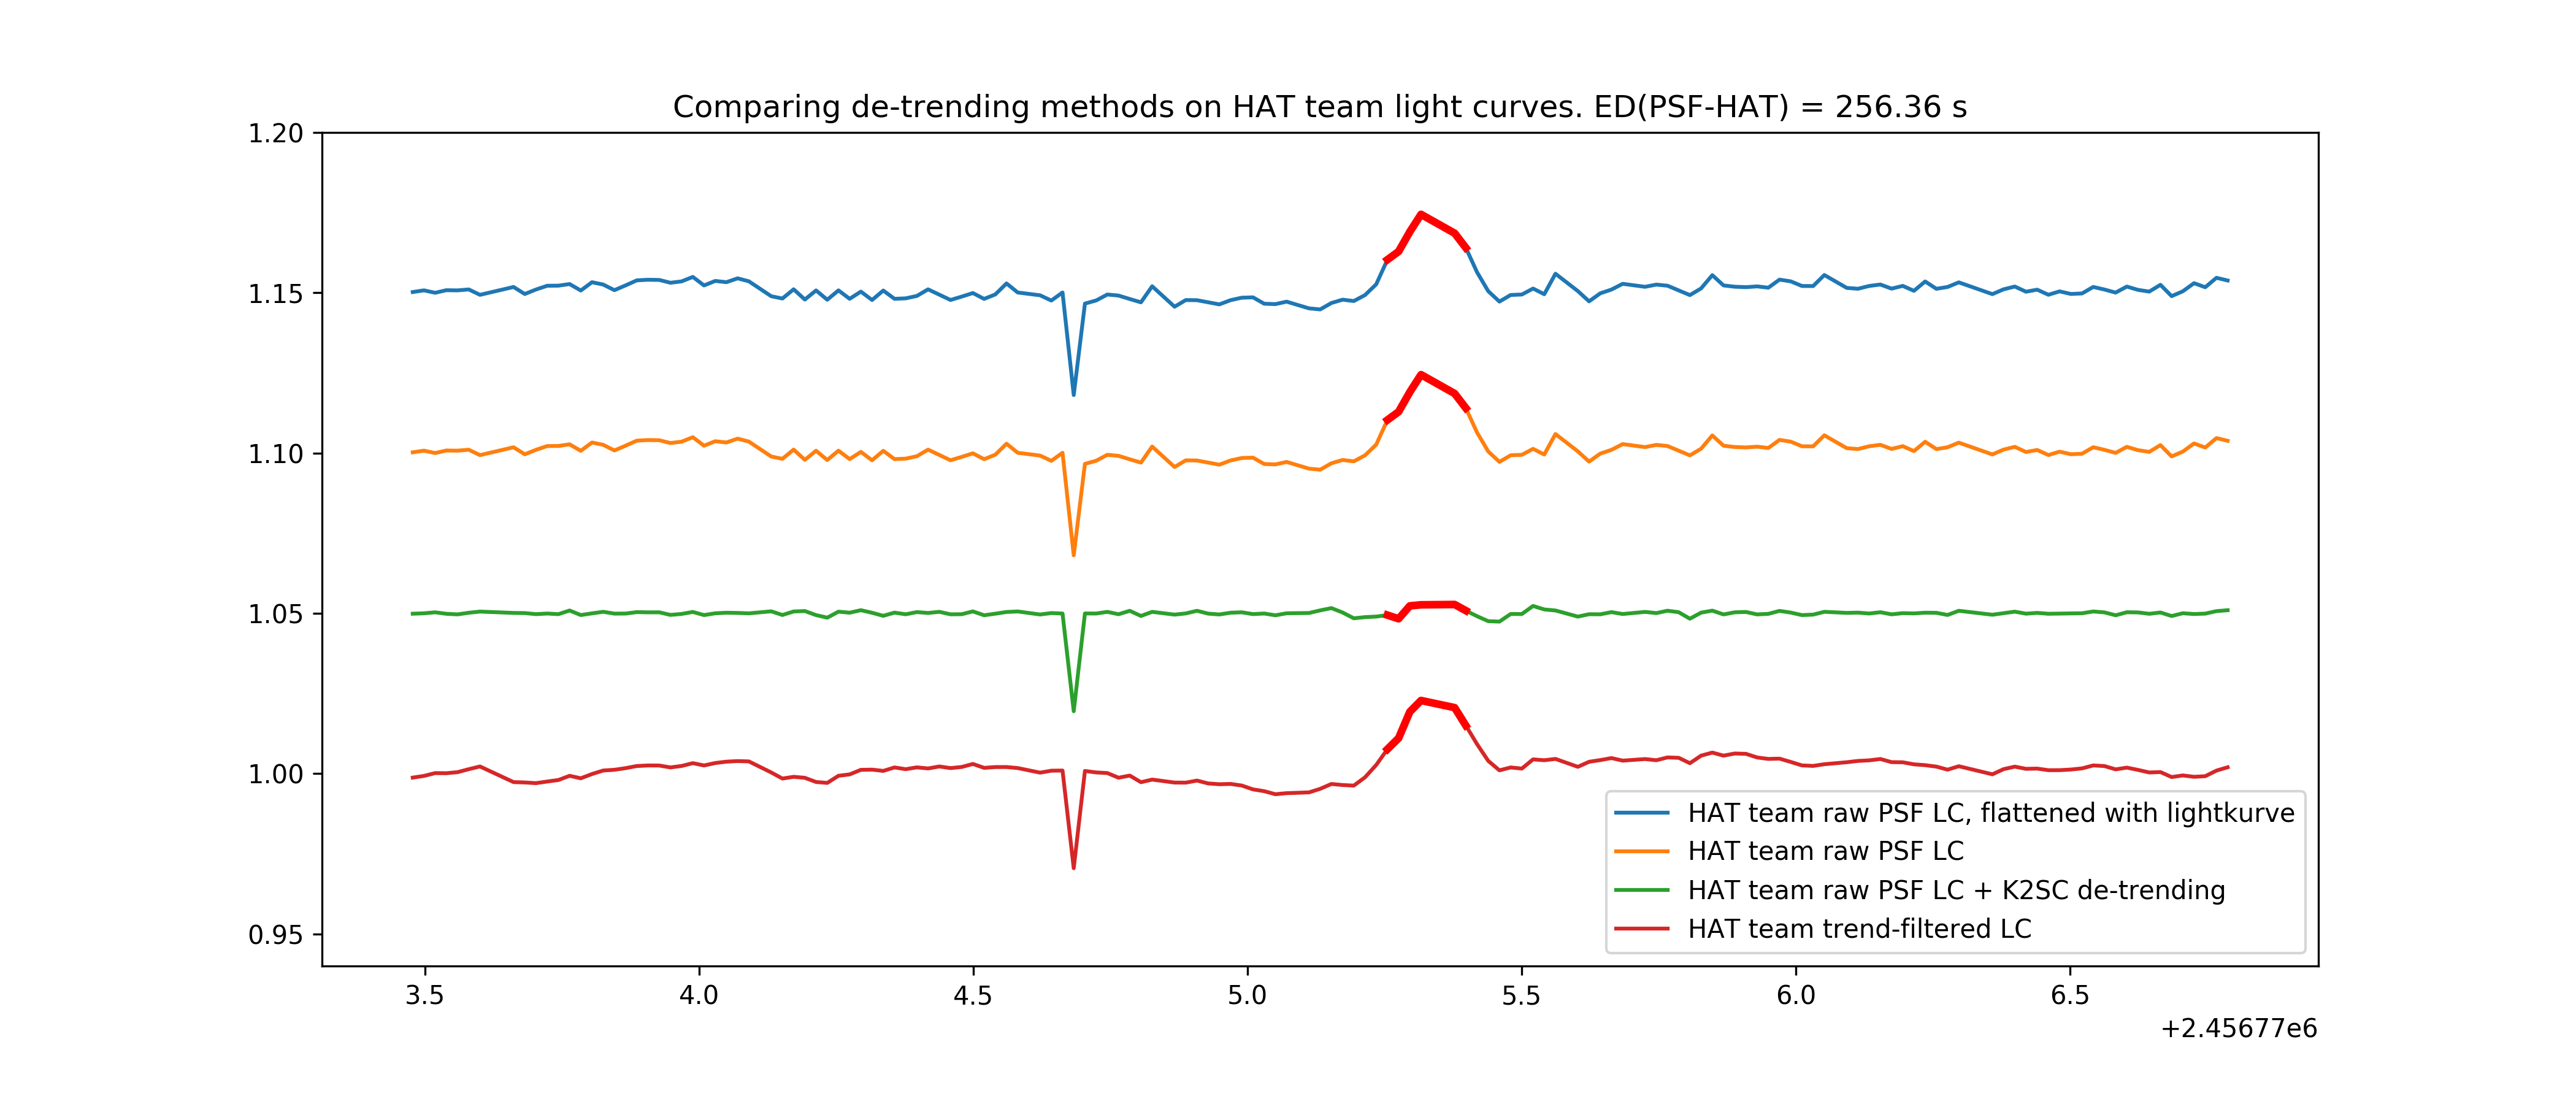 Comparing de-trending methods on HAT team light curves. ED(PSF-HAT) = 256.36 s
1.20
1.15
1.10
1.05
1.00
0.95
HAT team raw PSF LC, flattened with lightkurve
HAT team raw PSF LC
HAT team raw PSF LC + K2SC de-trending
HAT team trend-filtered LC
3.5 4.0 4.5 5.0 5.5 6.0 6.5
+2.45677e6